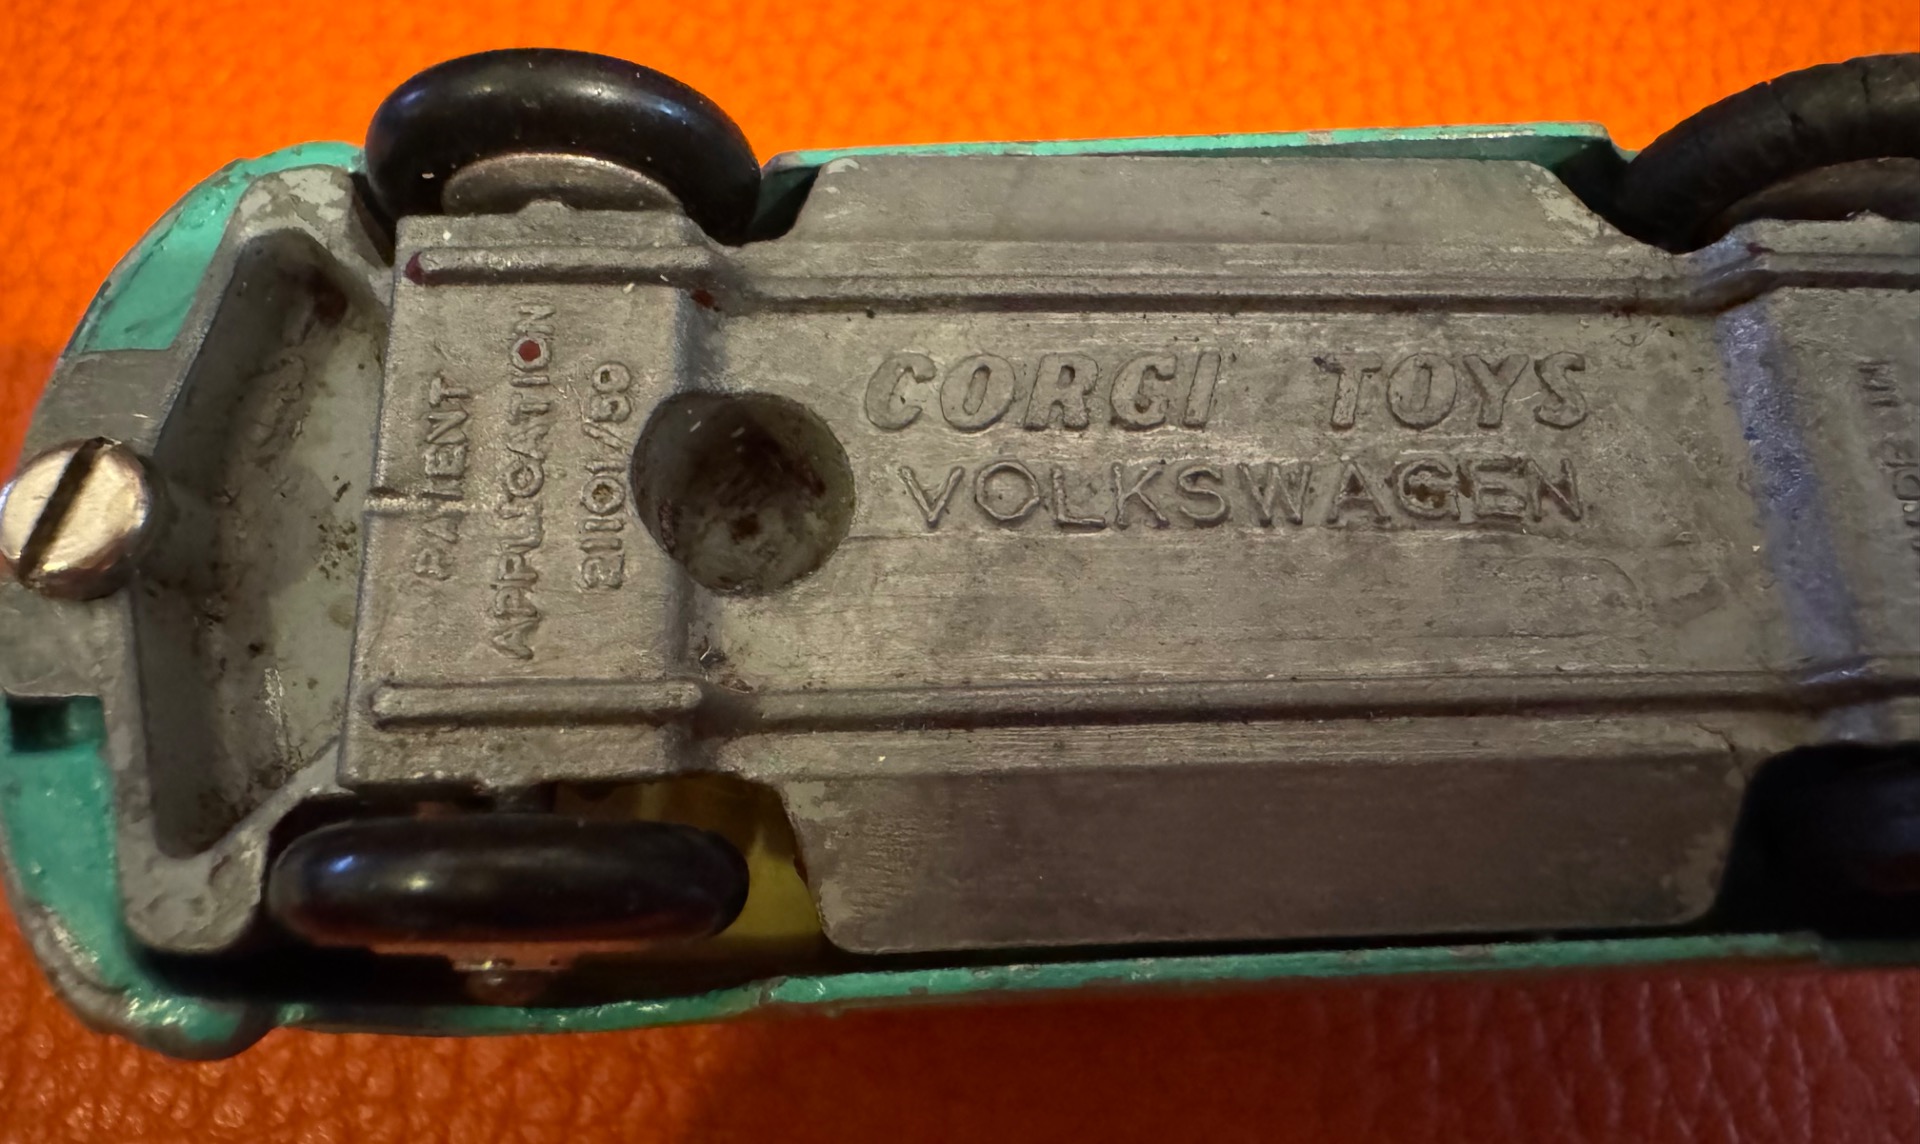 CORGI TOYS
VOLKSWAGEN
PATENT
APPLICATION
21101/59